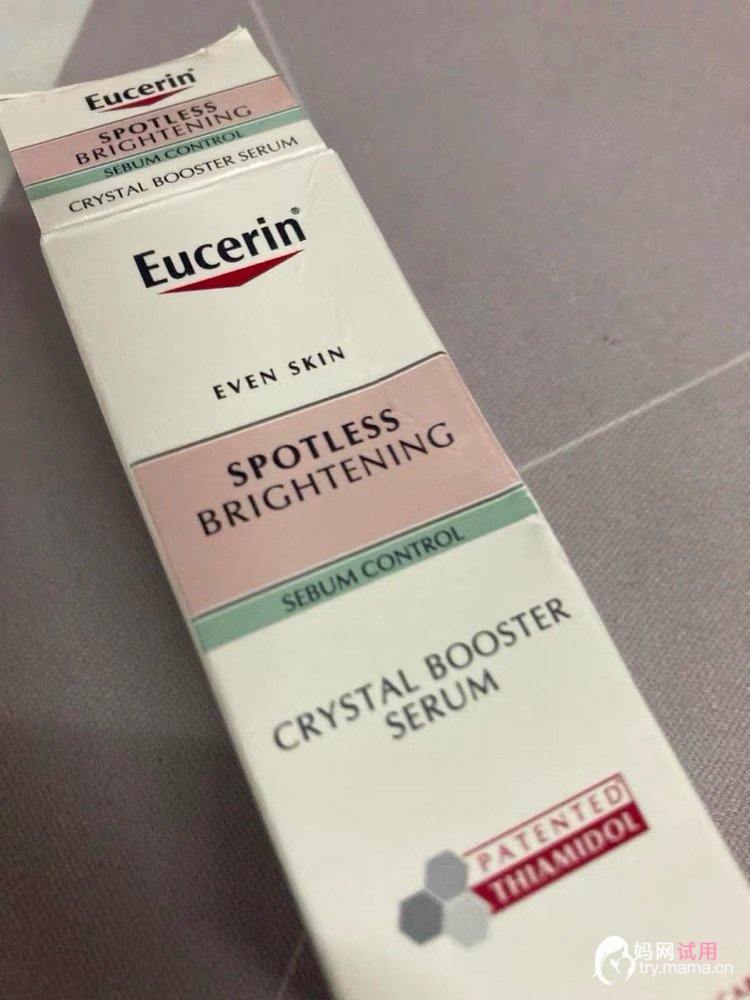 Eucerin
SPOTLESS
BRIGHTENING
SEBUM CONTROL
CRYSTAL BOOSTER SERUM
Eucerin®
EVEN SKIN
SPOTLESS
BRIGHTENING
SEBUM CONTROL
CRYSTAL BOOSTER
SERUM
PATENTED
THIAMIDOL
妈网试用
try.mama.cn